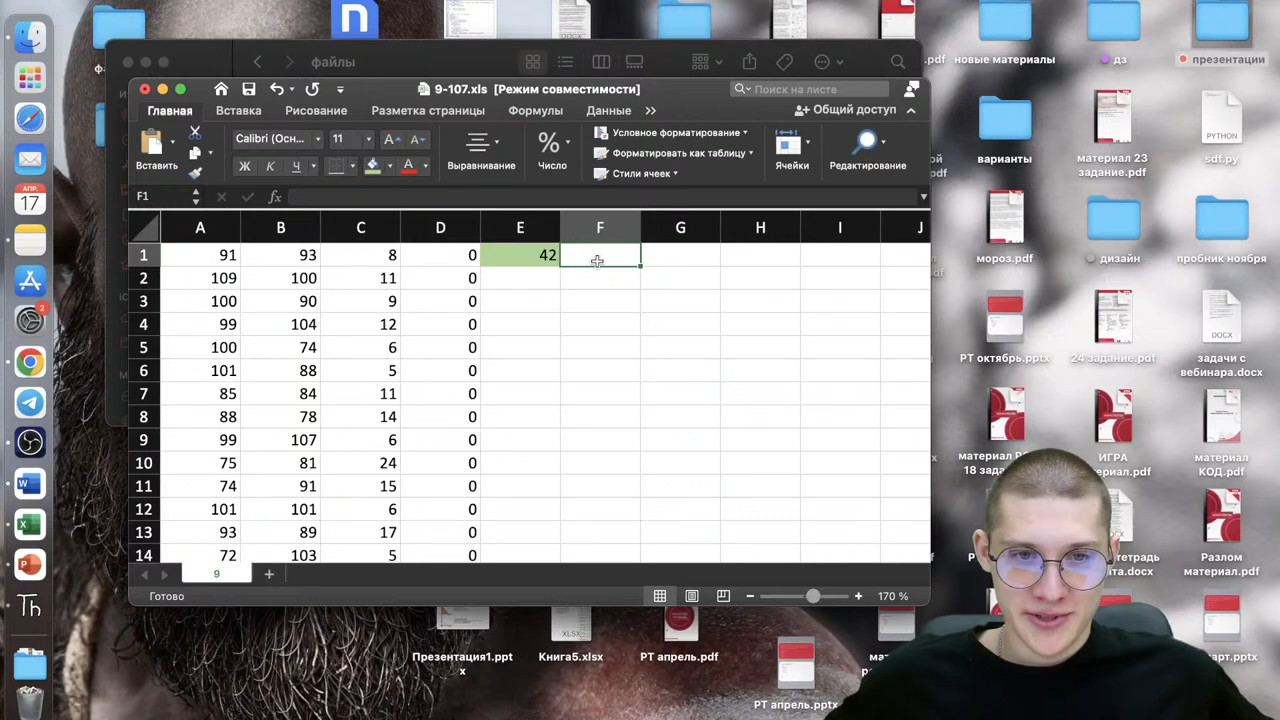 .pdf
новые материалы
дз
презентации
файлы
9-107.xls [Режим совместимости]
Поиск на листе
Главная Вставка Рисование Разметка страницы Формулы Данные
Общий доступ
Вставить
Calibri (Осн... 11
Ж К Ч
Выравнивание
Число
Условное форматирование
Форматировать как таблицу
Стили ячеек
Ячейки
Редактирование
F1 fx
A B C D E F G H I J
1 91 93 8 0 42
2 109 100 11 0
3 100 90 9 0
4 99 104 12 0
5 100 74 6 0
6 101 88 5 0
7 85 84 11 0
8 88 78 14 0
9 99 107 6 0
10 75 81 24 0
11 74 91 15 0
12 101 101 6 0
13 93 89 17 0
14 72 103 5 0
9
Готово
170 %
АПР.
17
2
Th
DOCX
варианты
материал 23
задание.pdf
PYTHON
sdf.py
мороз.pdf
дизайн
пробник ноября
DOCX
РТ октябрь.pptx
24 задание.pdf
задачи с
вебинара.docx
ИГРА
материал
КОД.pdf
Разлом
материал.pdf
XLSX
Презентация1.ppt
x
Книга5.xlsx
РТ апрель.pdf
РТ апрель.pptx